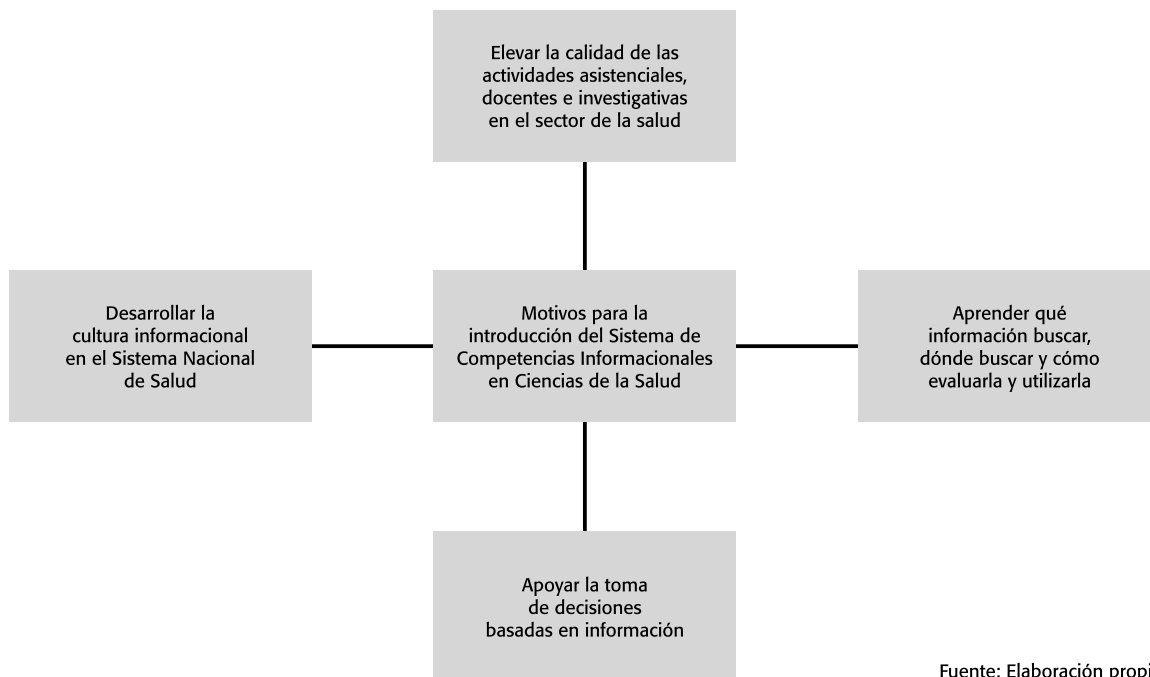 Elevar la calidad de las
actividades asistenciales,
docentes e investigativas
en el sector de la salud
Desarrollar la
cultura informacional
en el Sistema Nacional
de Salud
Motivos para la
introducción del Sistema de
Competencias Informacionales
en Ciencias de la Salud
Aprender qué
información buscar,
dónde buscar y cómo
evaluarla y utilizarla
Apoyar la toma
de decisiones
basadas en información
Fuente: Elaboración propi